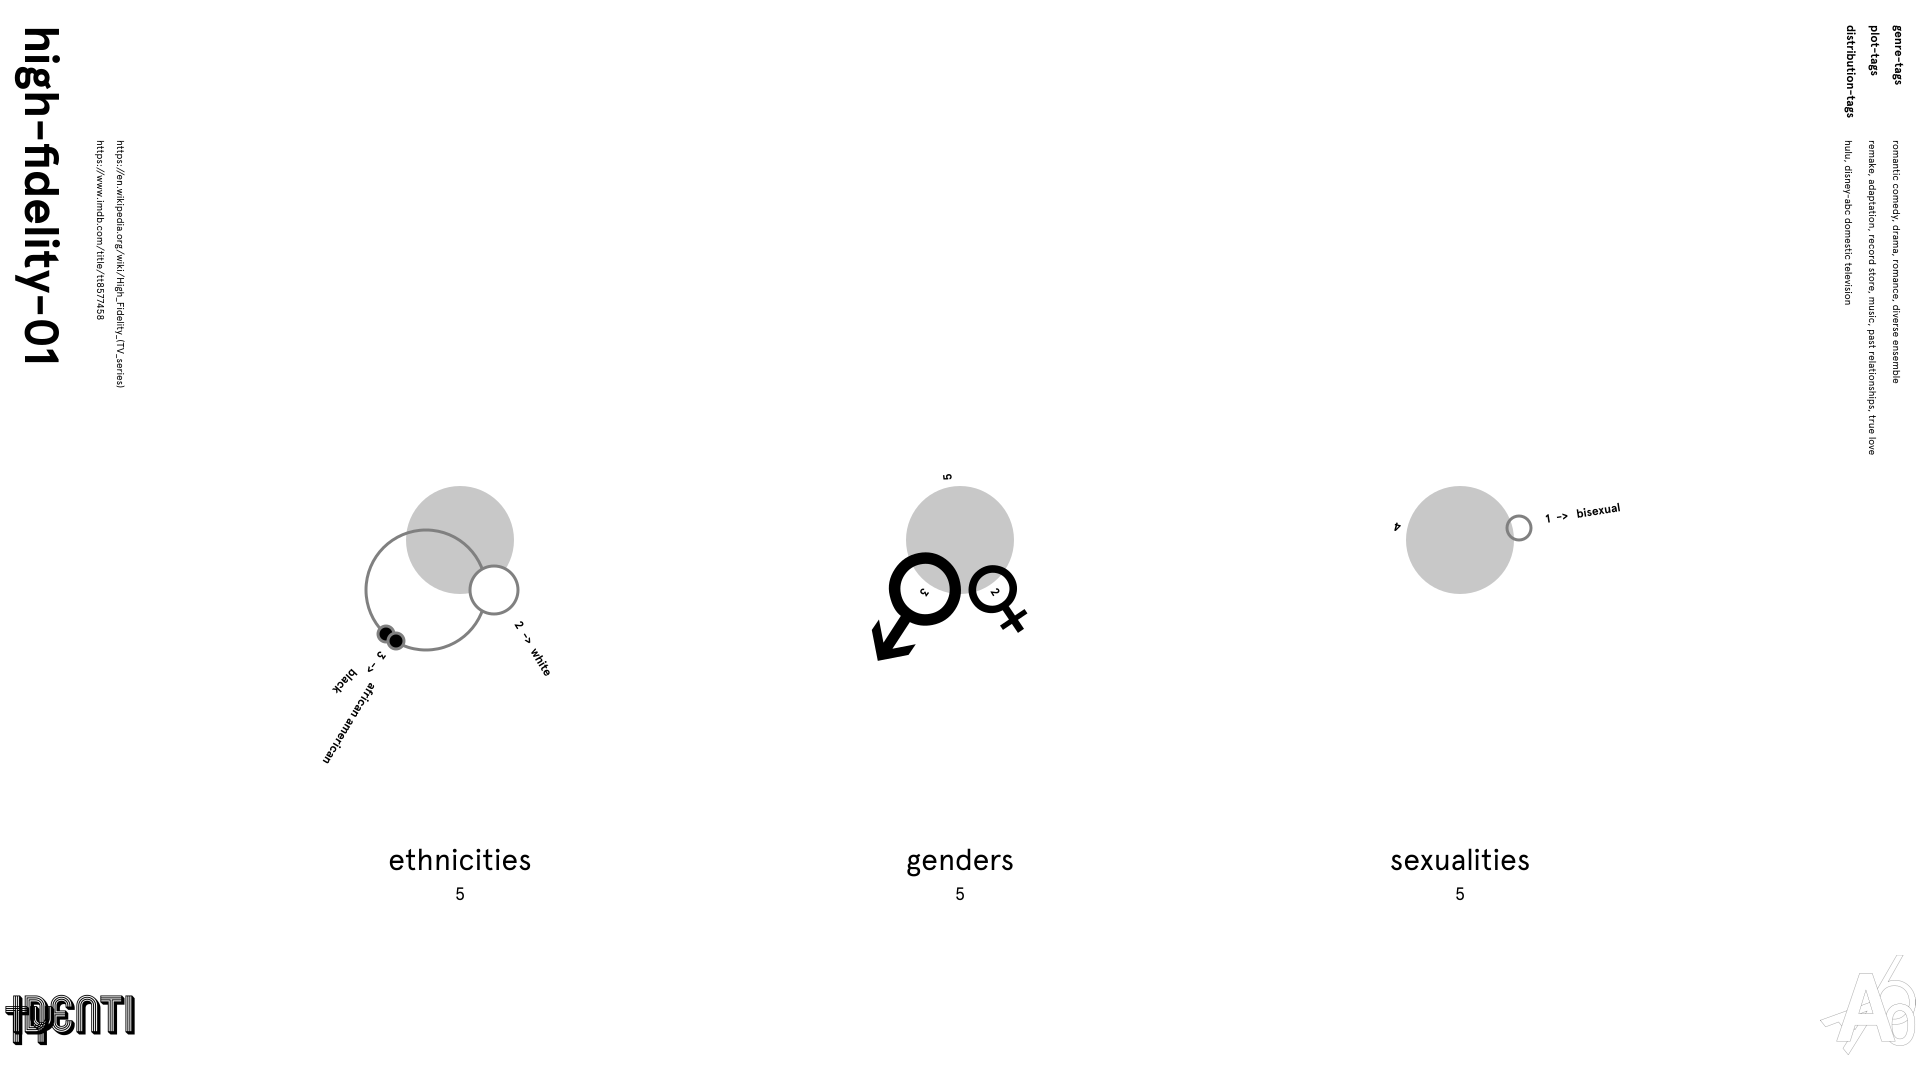 high-fidelity-01
https://en.wikipedia.org/wiki/High_Fidelity_(TV_series)
https://www.imdb.com/title/tt8577458
genre-tags
romantic comedy, drama, romance, diverse ensemble
plot-tags
remake, adaptation, record store, music, past relationships, true love
distribution-tags
hulu, disney-abc domestic television
3 -> african american
black
2 -> white
ethnicities
5
5
3
2
genders
5
4
1 -> bisexual
sexualities
5
IDENTI